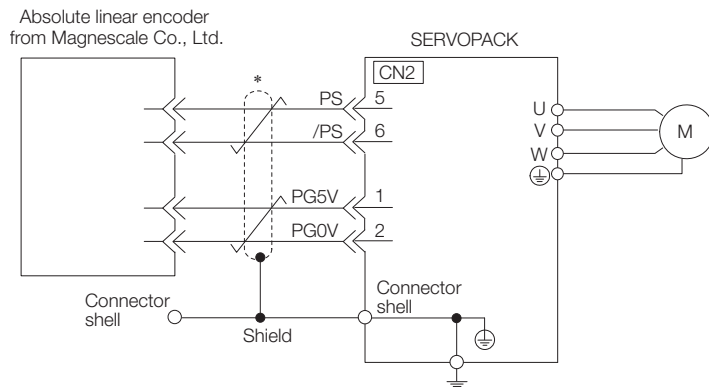 Absolute linear encoder
from Magnescale Co., Ltd.
SERVOPACK
CN2
*
PS 5
/PS 6
PG5V 1
PG0V 2
U
V
W
M
Connector
shell
Shield
Connector
shell